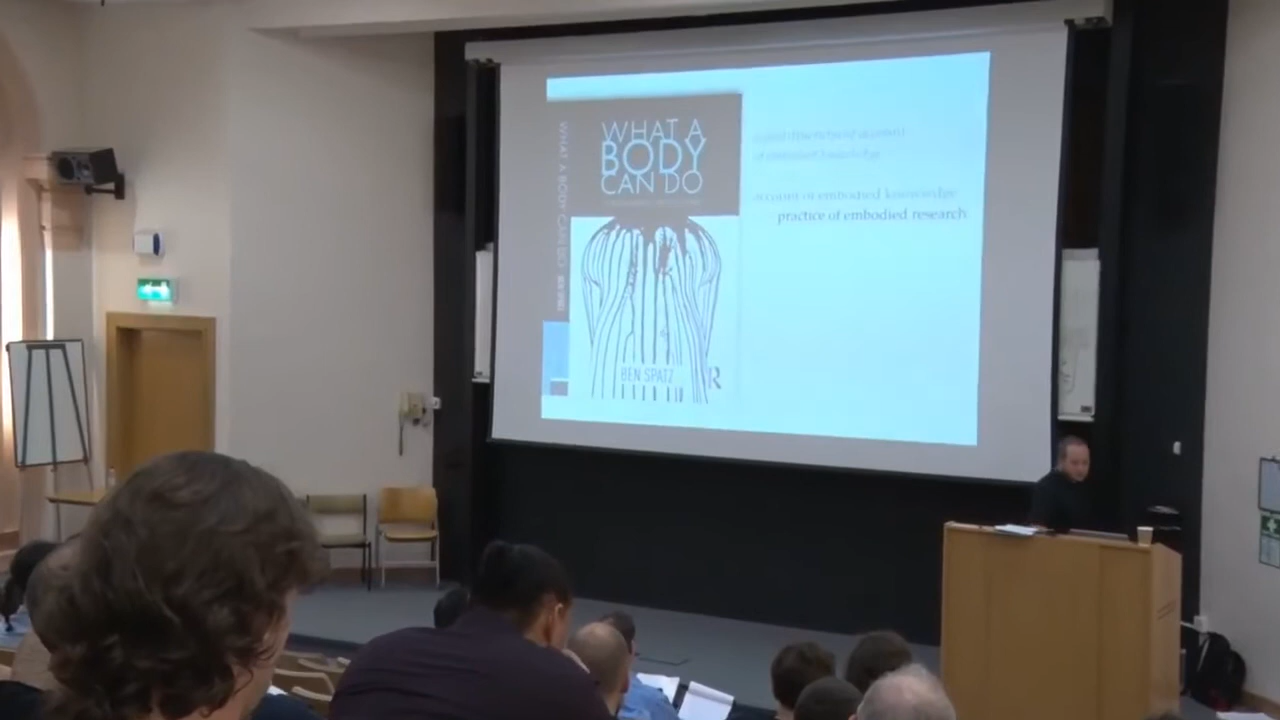 WHAT A
BODY
CAN DO
WHAT A BODY CAN DO
BEN SPATZ
R
account of embodied knowledge
practice of embodied research